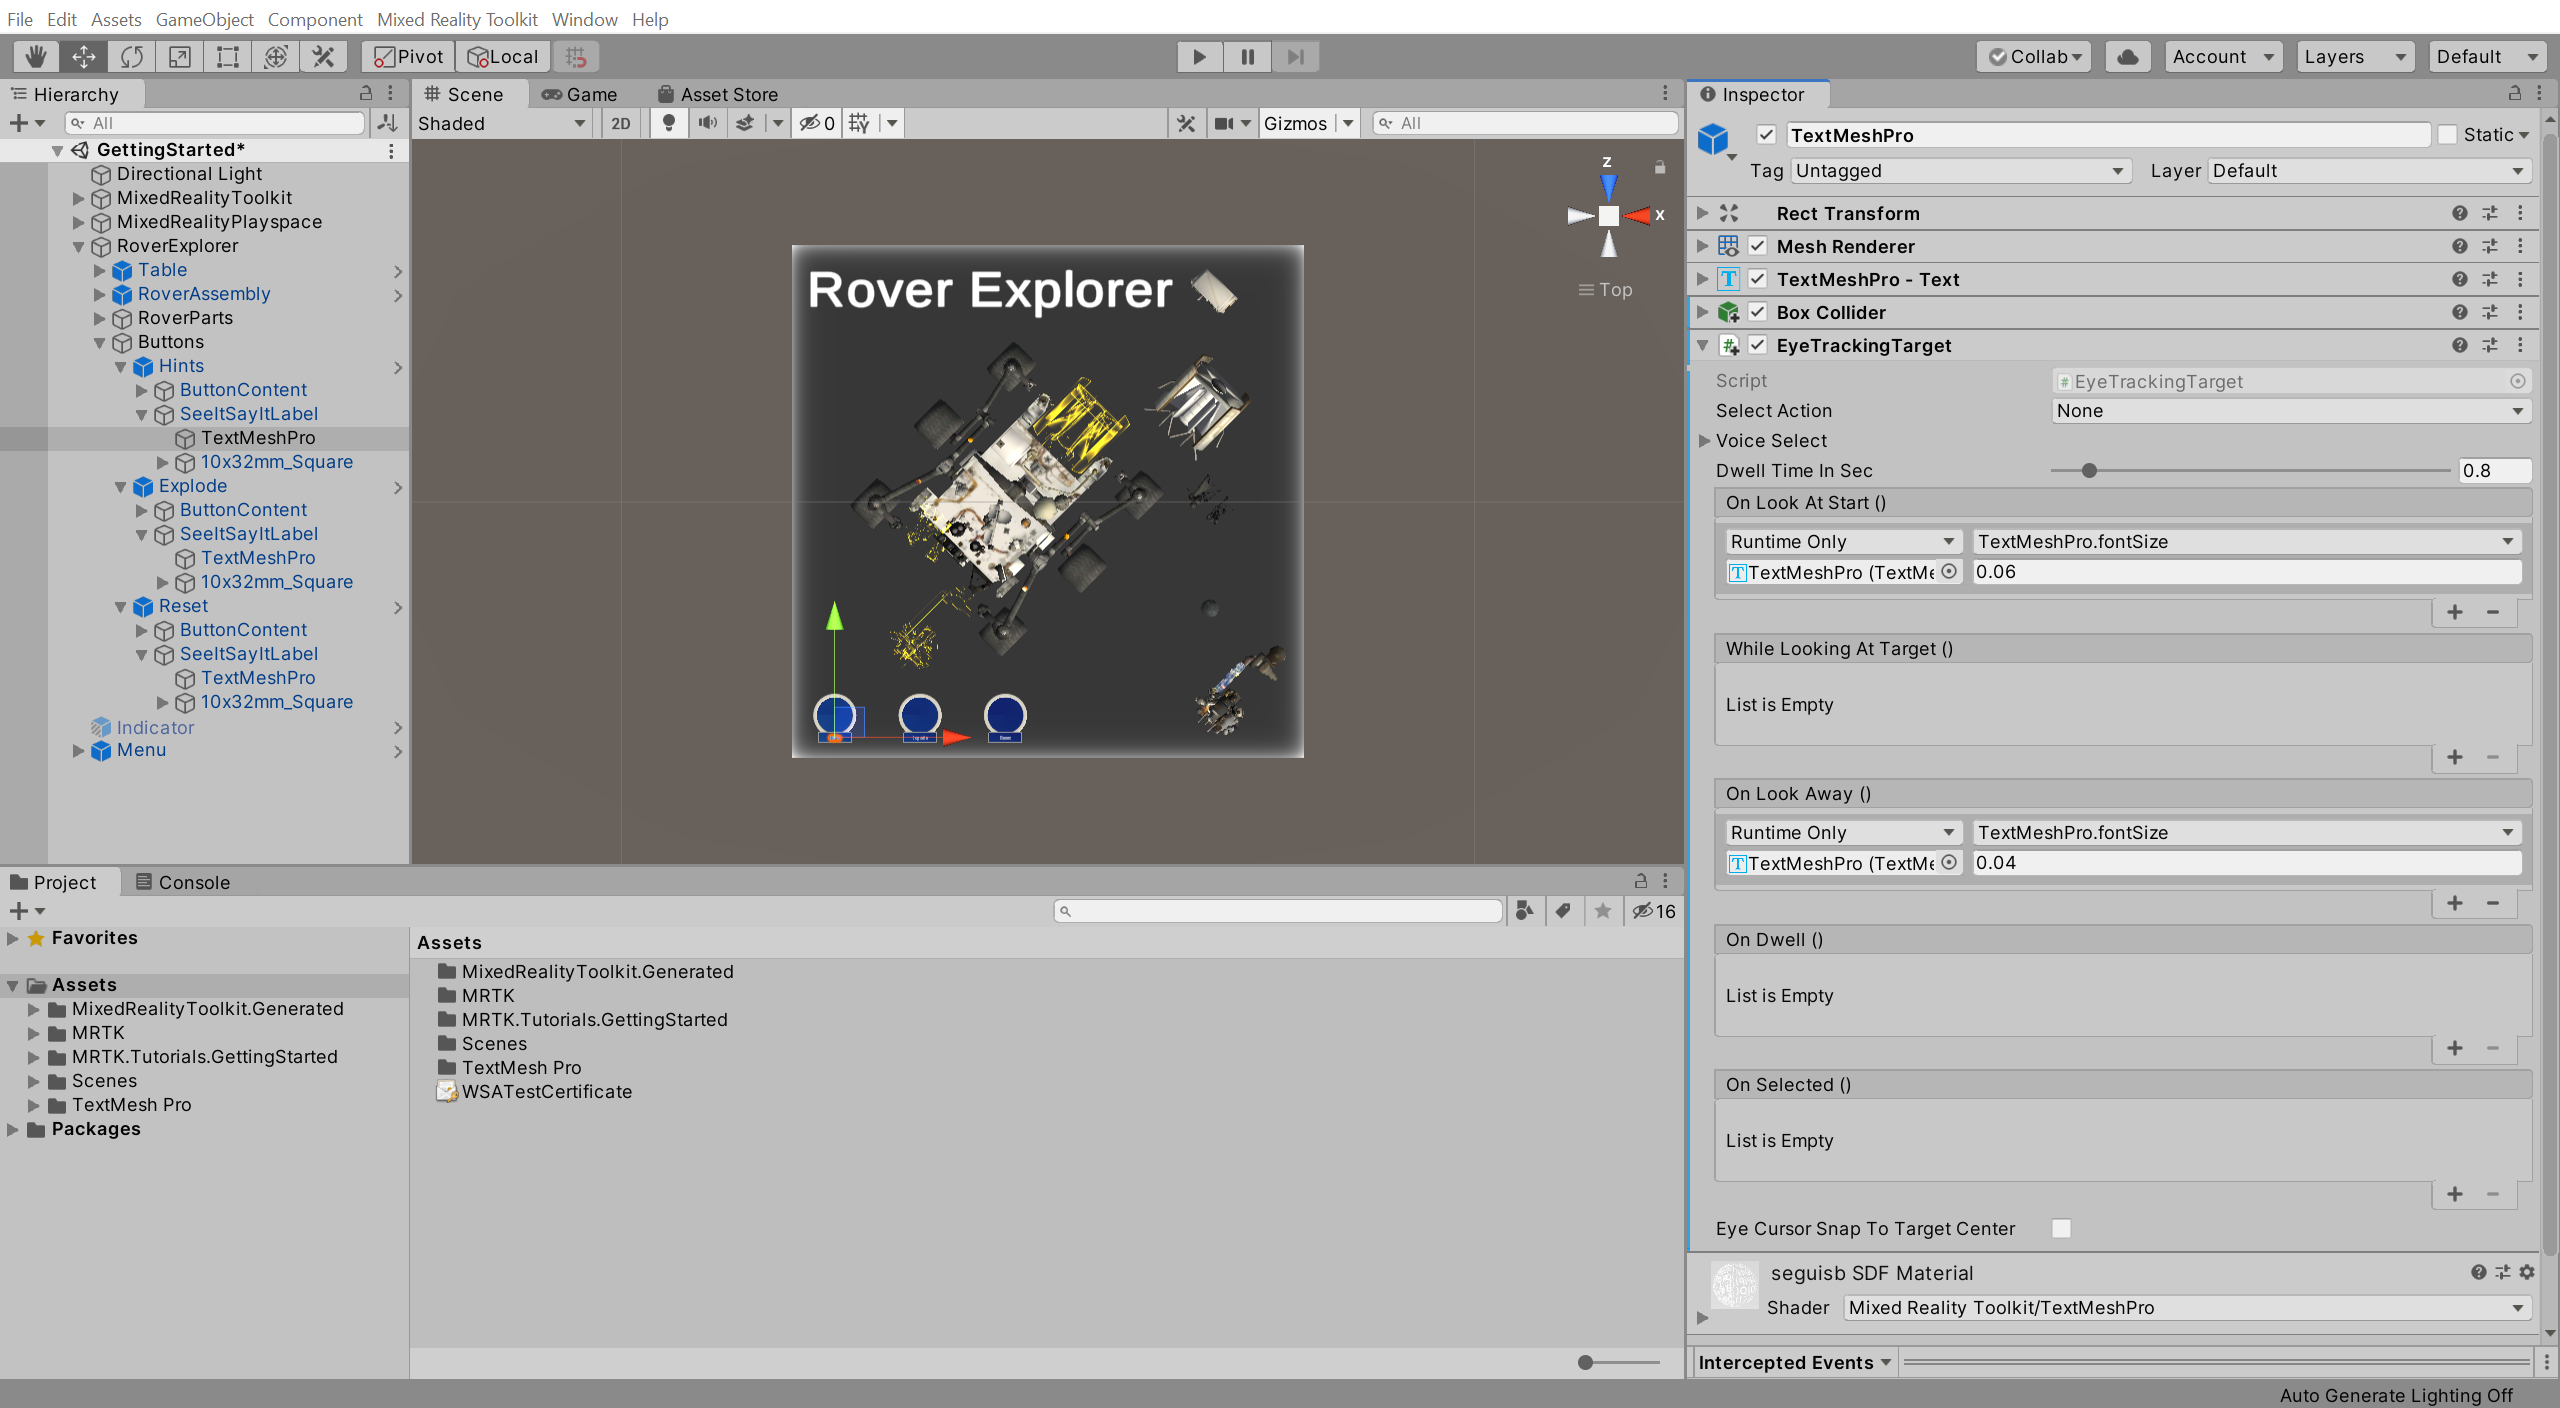 File Edit Assets GameObject Component Mixed Reality Toolkit Window Help
Pivot Local Collab Account Layers Default
Hierarchy
All
GettingStarted*
Directional Light
MixedRealityToolkit
MixedRealityPlayspace
RoverExplorer
Table
RoverAssembly
RoverParts
Buttons
Hints
ButtonContent
SeeItSayItLabel
TextMeshPro
10x32mm_Square
Explode
ButtonContent
SeeItSayItLabel
TextMeshPro
10x32mm_Square
Reset
ButtonContent
SeeItSayItLabel
TextMeshPro
10x32mm_Square
Indicator
Menu
Scene Game Asset Store
Shaded 2D 0 Gizmos All
Z
X
Top
Rover Explorer
Project Console
16
Favorites
Assets
MixedRealityToolkit.Generated
MRTK
MRTK.Tutorials.GettingStarted
Scenes
TextMesh Pro
Packages
Assets
MixedRealityToolkit.Generated
MRTK
MRTK.Tutorials.GettingStarted
Scenes
TextMesh Pro
WSATestCertificate
Inspector
TextMeshPro Static
Tag Untagged Layer Default
Rect Transform
Mesh Renderer
TextMeshPro - Text
Box Collider
EyeTrackingTarget
Script EyeTrackingTarget
Select Action None
Voice Select
Dwell Time In Sec 0.8
On Look At Start ()
Runtime Only TextMeshPro.fontSize
TextMeshPro (TextMe 0.06
While Looking At Target ()
List is Empty
On Look Away ()
Runtime Only TextMeshPro.fontSize
TextMeshPro (TextMe 0.04
On Dwell ()
List is Empty
On Selected ()
List is Empty
Eye Cursor Snap To Target Center
seguisb SDF Material
Shader Mixed Reality Toolkit/TextMeshPro
Intercepted Events
Auto Generate Lighting Off